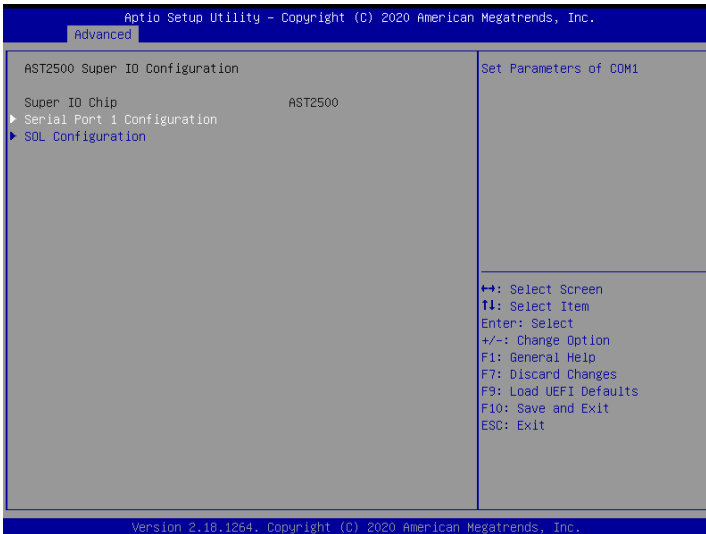 Aptio Setup Utility – Copyright (C) 2020 American Megatrends, Inc.
Advanced
AST2500 Super IO Configuration
Super IO Chip AST2500
Serial Port 1 Configuration
SOL Configuration
Set Parameters of COM1
↔: Select Screen
↑↓: Select Item
Enter: Select
+/-: Change Option
F1: General Help
F7: Discard Changes
F9: Load UEFI Defaults
F10: Save and Exit
ESC: Exit
Version 2.18.1264. Copyright (C) 2020 American Megatrends, Inc.